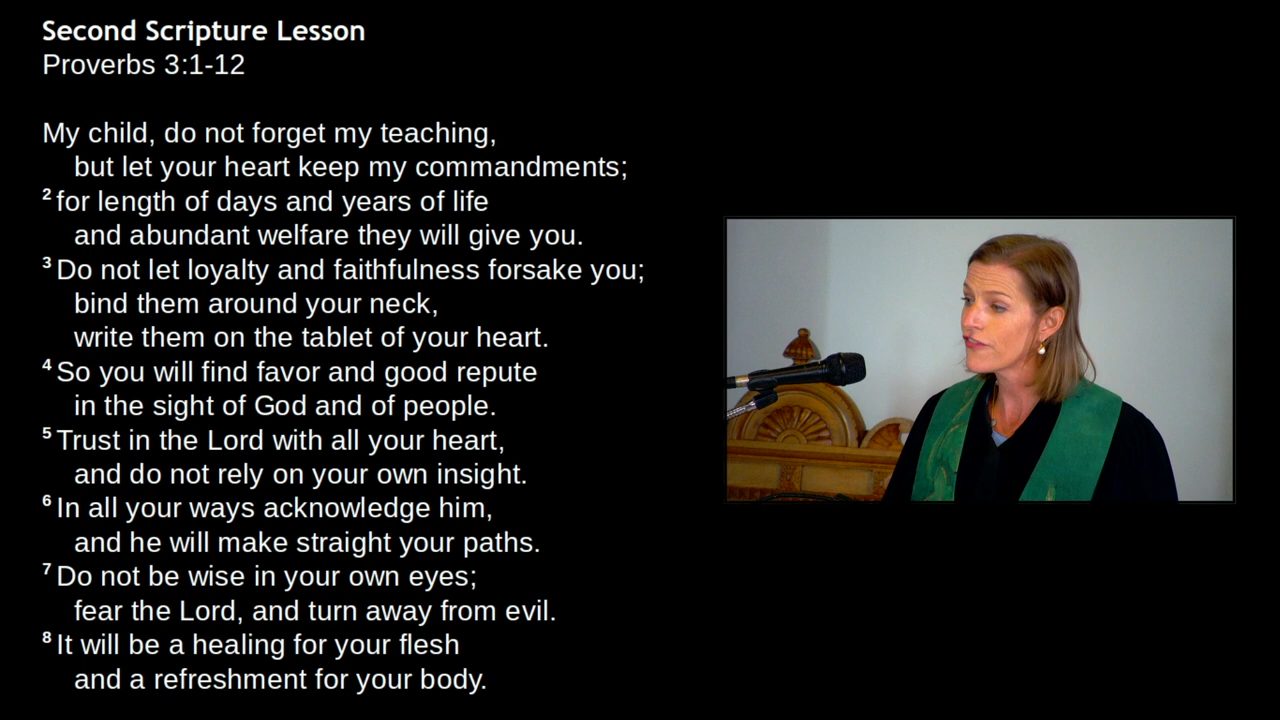 Second Scripture Lesson
Proverbs 3:1-12
My child, do not forget my teaching,
but let your heart keep my commandments;
2 for length of days and years of life
and abundant welfare they will give you.
3 Do not let loyalty and faithfulness forsake you;
bind them around your neck,
write them on the tablet of your heart.
4 So you will find favor and good repute
in the sight of God and of people.
5 Trust in the Lord with all your heart,
and do not rely on your own insight.
6 In all your ways acknowledge him,
and he will make straight your paths.
7 Do not be wise in your own eyes;
fear the Lord, and turn away from evil.
8 It will be a healing for your flesh
and a refreshment for your body.